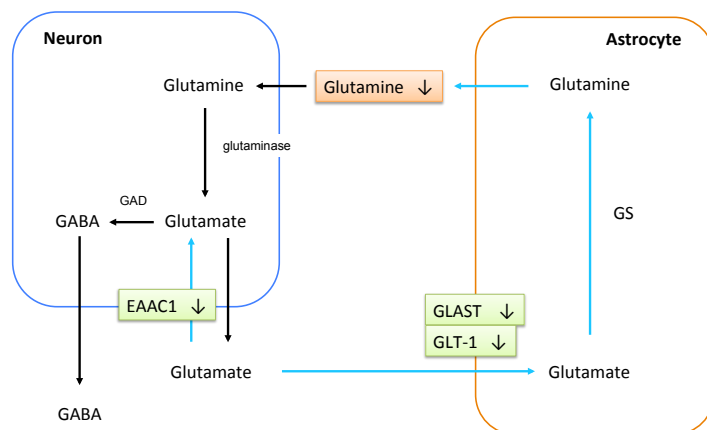 Neuron
Astrocyte
Glutamine
Glutamine ↓
Glutamine
glutaminase
GAD
GABA
Glutamate
GS
EAAC1 ↓
GLAST ↓
GLT-1 ↓
Glutamate
Glutamate
GABA